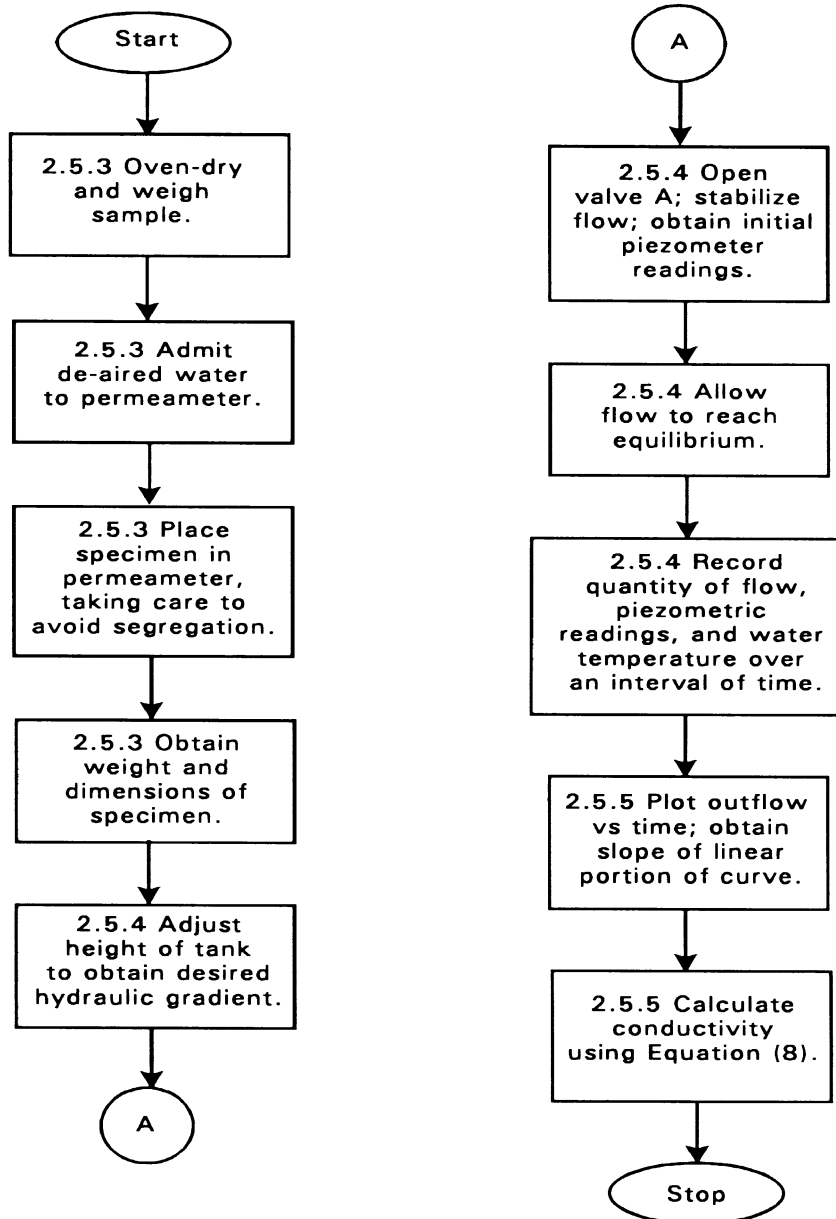 Start
2.5.3 Oven-dry
and weigh
sample.
2.5.3 Admit
de-aired water
to permeameter.
2.5.3 Place
specimen in
permeameter,
taking care to
avoid segregation.
2.5.3 Obtain
weight and
dimensions of
specimen.
2.5.4 Adjust
height of tank
to obtain desired
hydraulic gradient.
A
A
2.5.4 Open
valve A; stabilize
flow; obtain initial
piezometer
readings.
2.5.4 Allow
flow to reach
equilibrium.
2.5.4 Record
quantity of flow,
piezometric
readings, and water
temperature over
an interval of time.
2.5.5 Plot outflow
vs time; obtain
slope of linear
portion of curve.
2.5.5 Calculate
conductivity
using Equation (8).
Stop